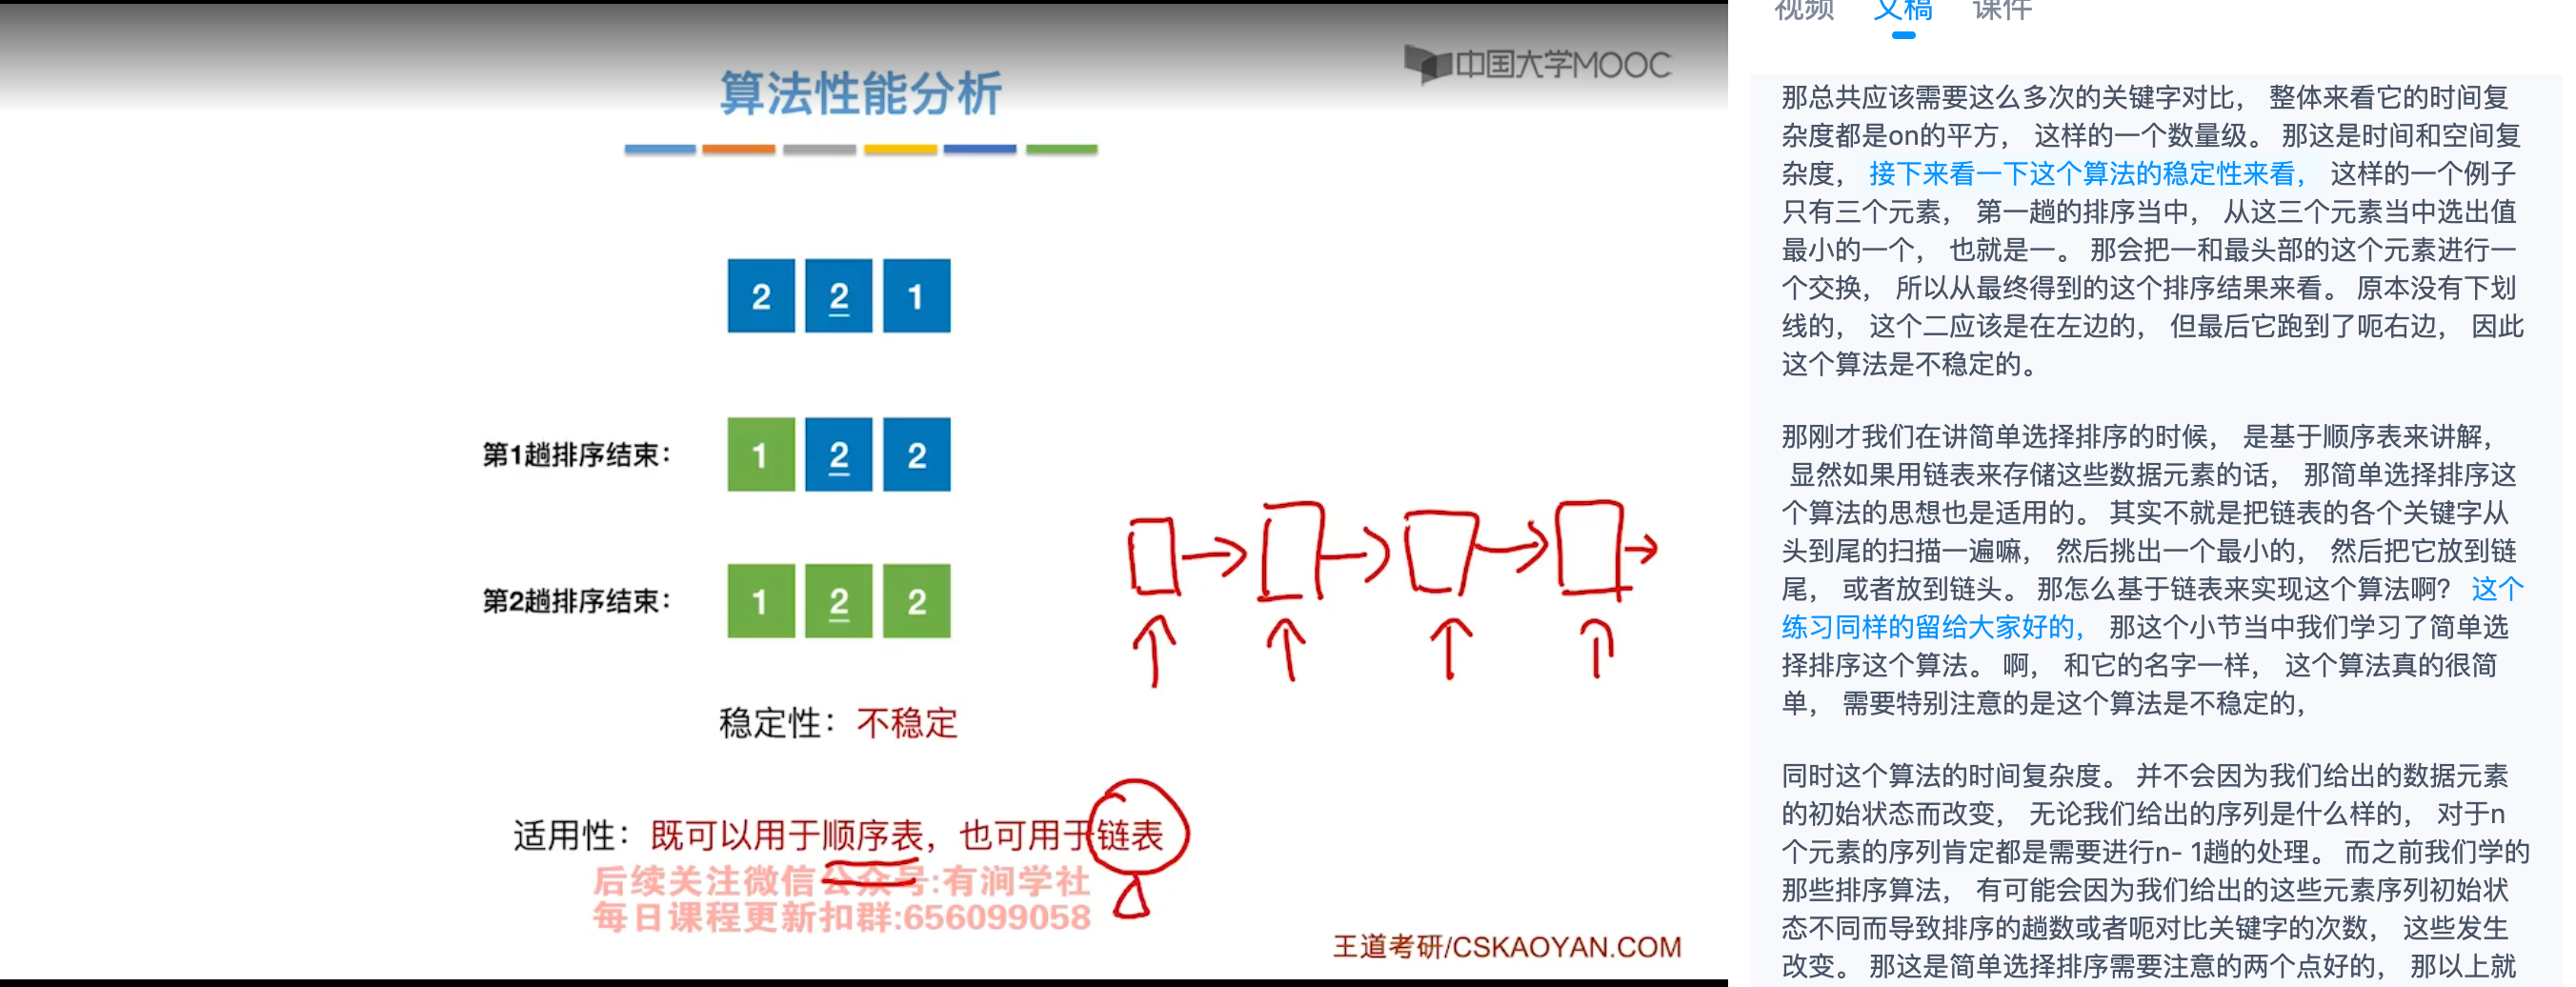 中国大学MOOC
算法性能分析
2 2 1
第1趟排序结束： 1 2 2
第2趟排序结束： 1 2 2
稳定性：不稳定
适用性：既可以用于顺序表，也可用于链表
后续关注微信公众号:有涧学社
每日课程更新扣群:656099058
王道考研/CSKAOYAN.COM
视频 文稿 课件
那总共应该需要这么多次的关键字对比， 整体来看它的时间复
杂度都是on的平方， 这样的一个数量级。 那这是时间和空间复
杂度， 接下来看一下这个算法的稳定性来看， 这样的一个例子
只有三个元素， 第一趟的排序当中， 从这三个元素当中选出值
最小的一个， 也就是一。 那会把一和最头部的这个元素进行一
个交换， 所以从最终得到的这个排序结果来看。 原本没有下划
线的， 这个二应该是在左边的， 但最后它跑到了呃右边， 因此
这个算法是不稳定的。
那刚才我们在讲简单选择排序的时候， 是基于顺序表来讲解，
显然如果用链表来存储这些数据元素的话， 那简单选择排序这
个算法的思想也是适用的。 其实不就是把链表的各个关键字从
头到尾的扫描一遍嘛， 然后挑出一个最小的， 然后把它放到链
尾， 或者放到链头。 那怎么基于链表来实现这个算法啊？ 这个
练习同样的留给大家好的， 那这个小节当中我们学习了简单选
择排序这个算法。 啊， 和它的名字一样， 这个算法真的很简
单， 需要特别注意的是这个算法是不稳定的，
同时这个算法的时间复杂度。 并不会因为我们给出的数据元素
的初始状态而改变， 无论我们给出的序列是什么样的， 对于n
个元素的序列肯定都是需要进行n- 1趟的处理。 而之前我们学的
那些排序算法， 有可能会因为我们给出的这些元素序列初始状
态不同而导致排序的趟数或者呃对比关键字的次数， 这些发生
改变。 那这是简单选择排序需要注意的两个点好的， 那以上就